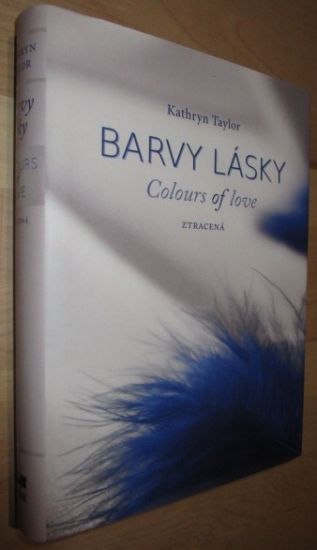 Kathryn Taylor
BARVY LÁSKY
Colours of love
ZTRACENÁ